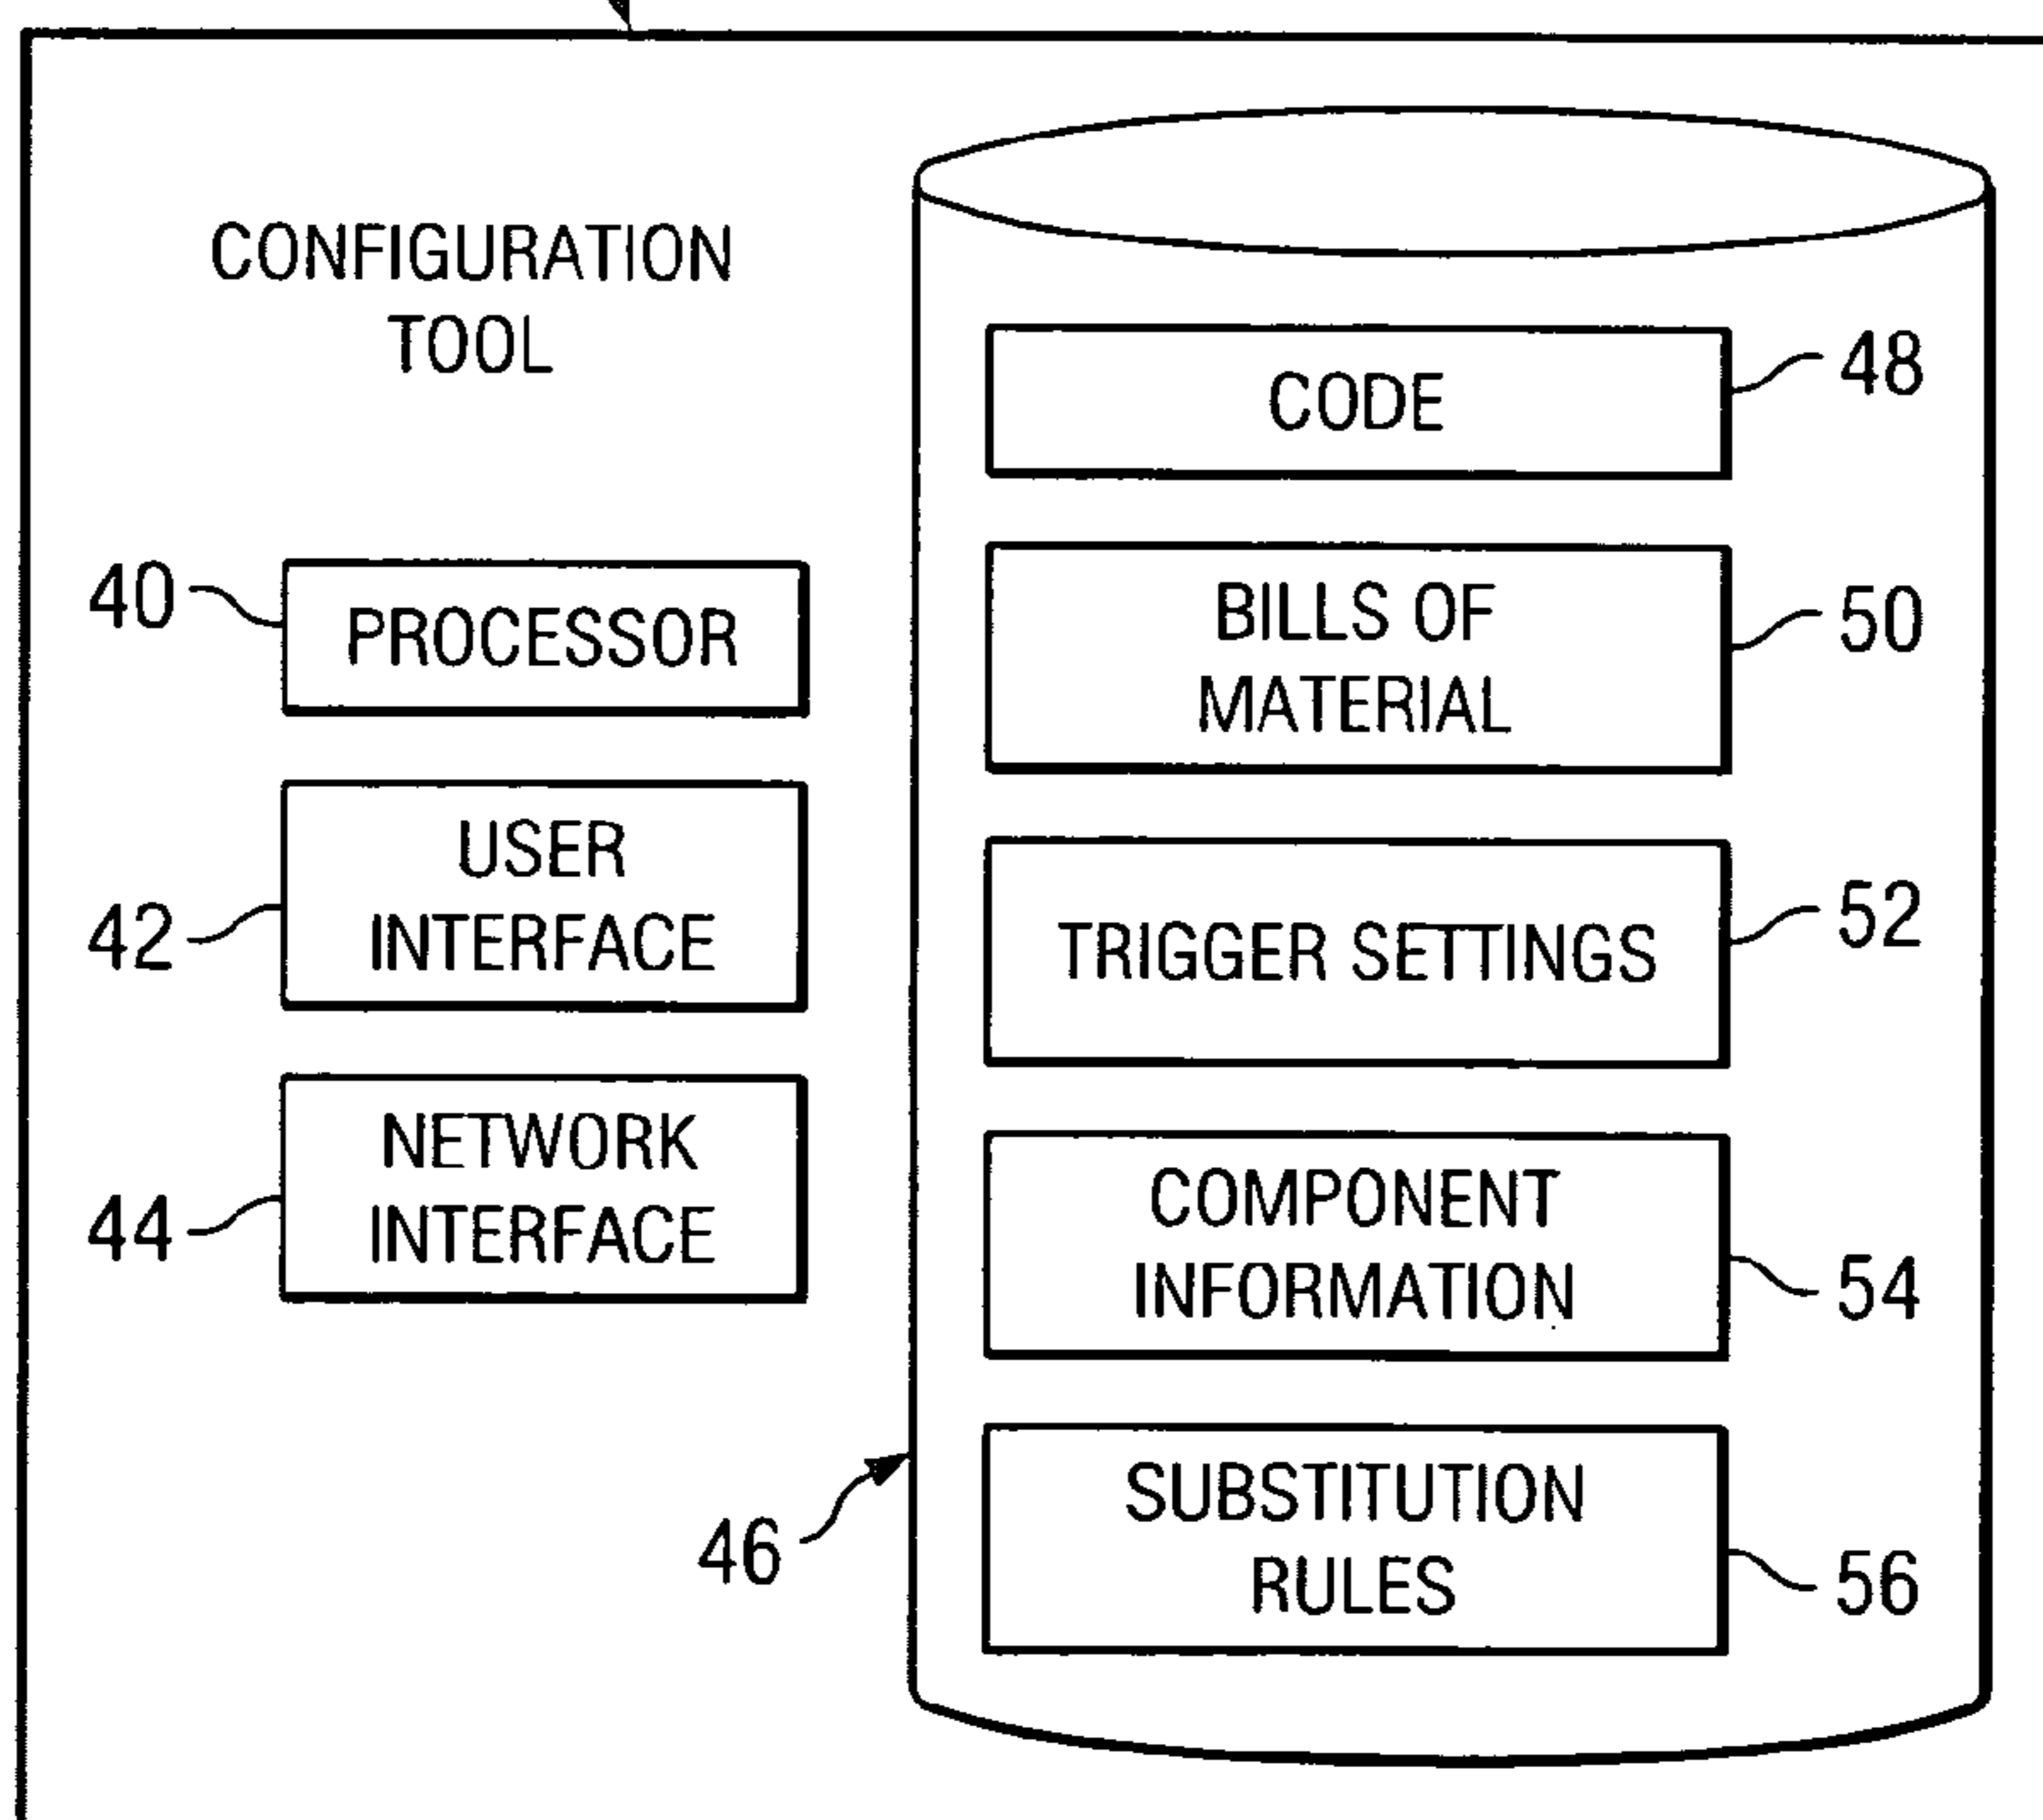 CONFIGURATION
TOOL
40
PROCESSOR
42
USER
INTERFACE
44
NETWORK
INTERFACE
46
CODE
48
BILLS OF
MATERIAL
50
TRIGGER SETTINGS
52
COMPONENT
INFORMATION
54
SUBSTITUTION
RULES
56